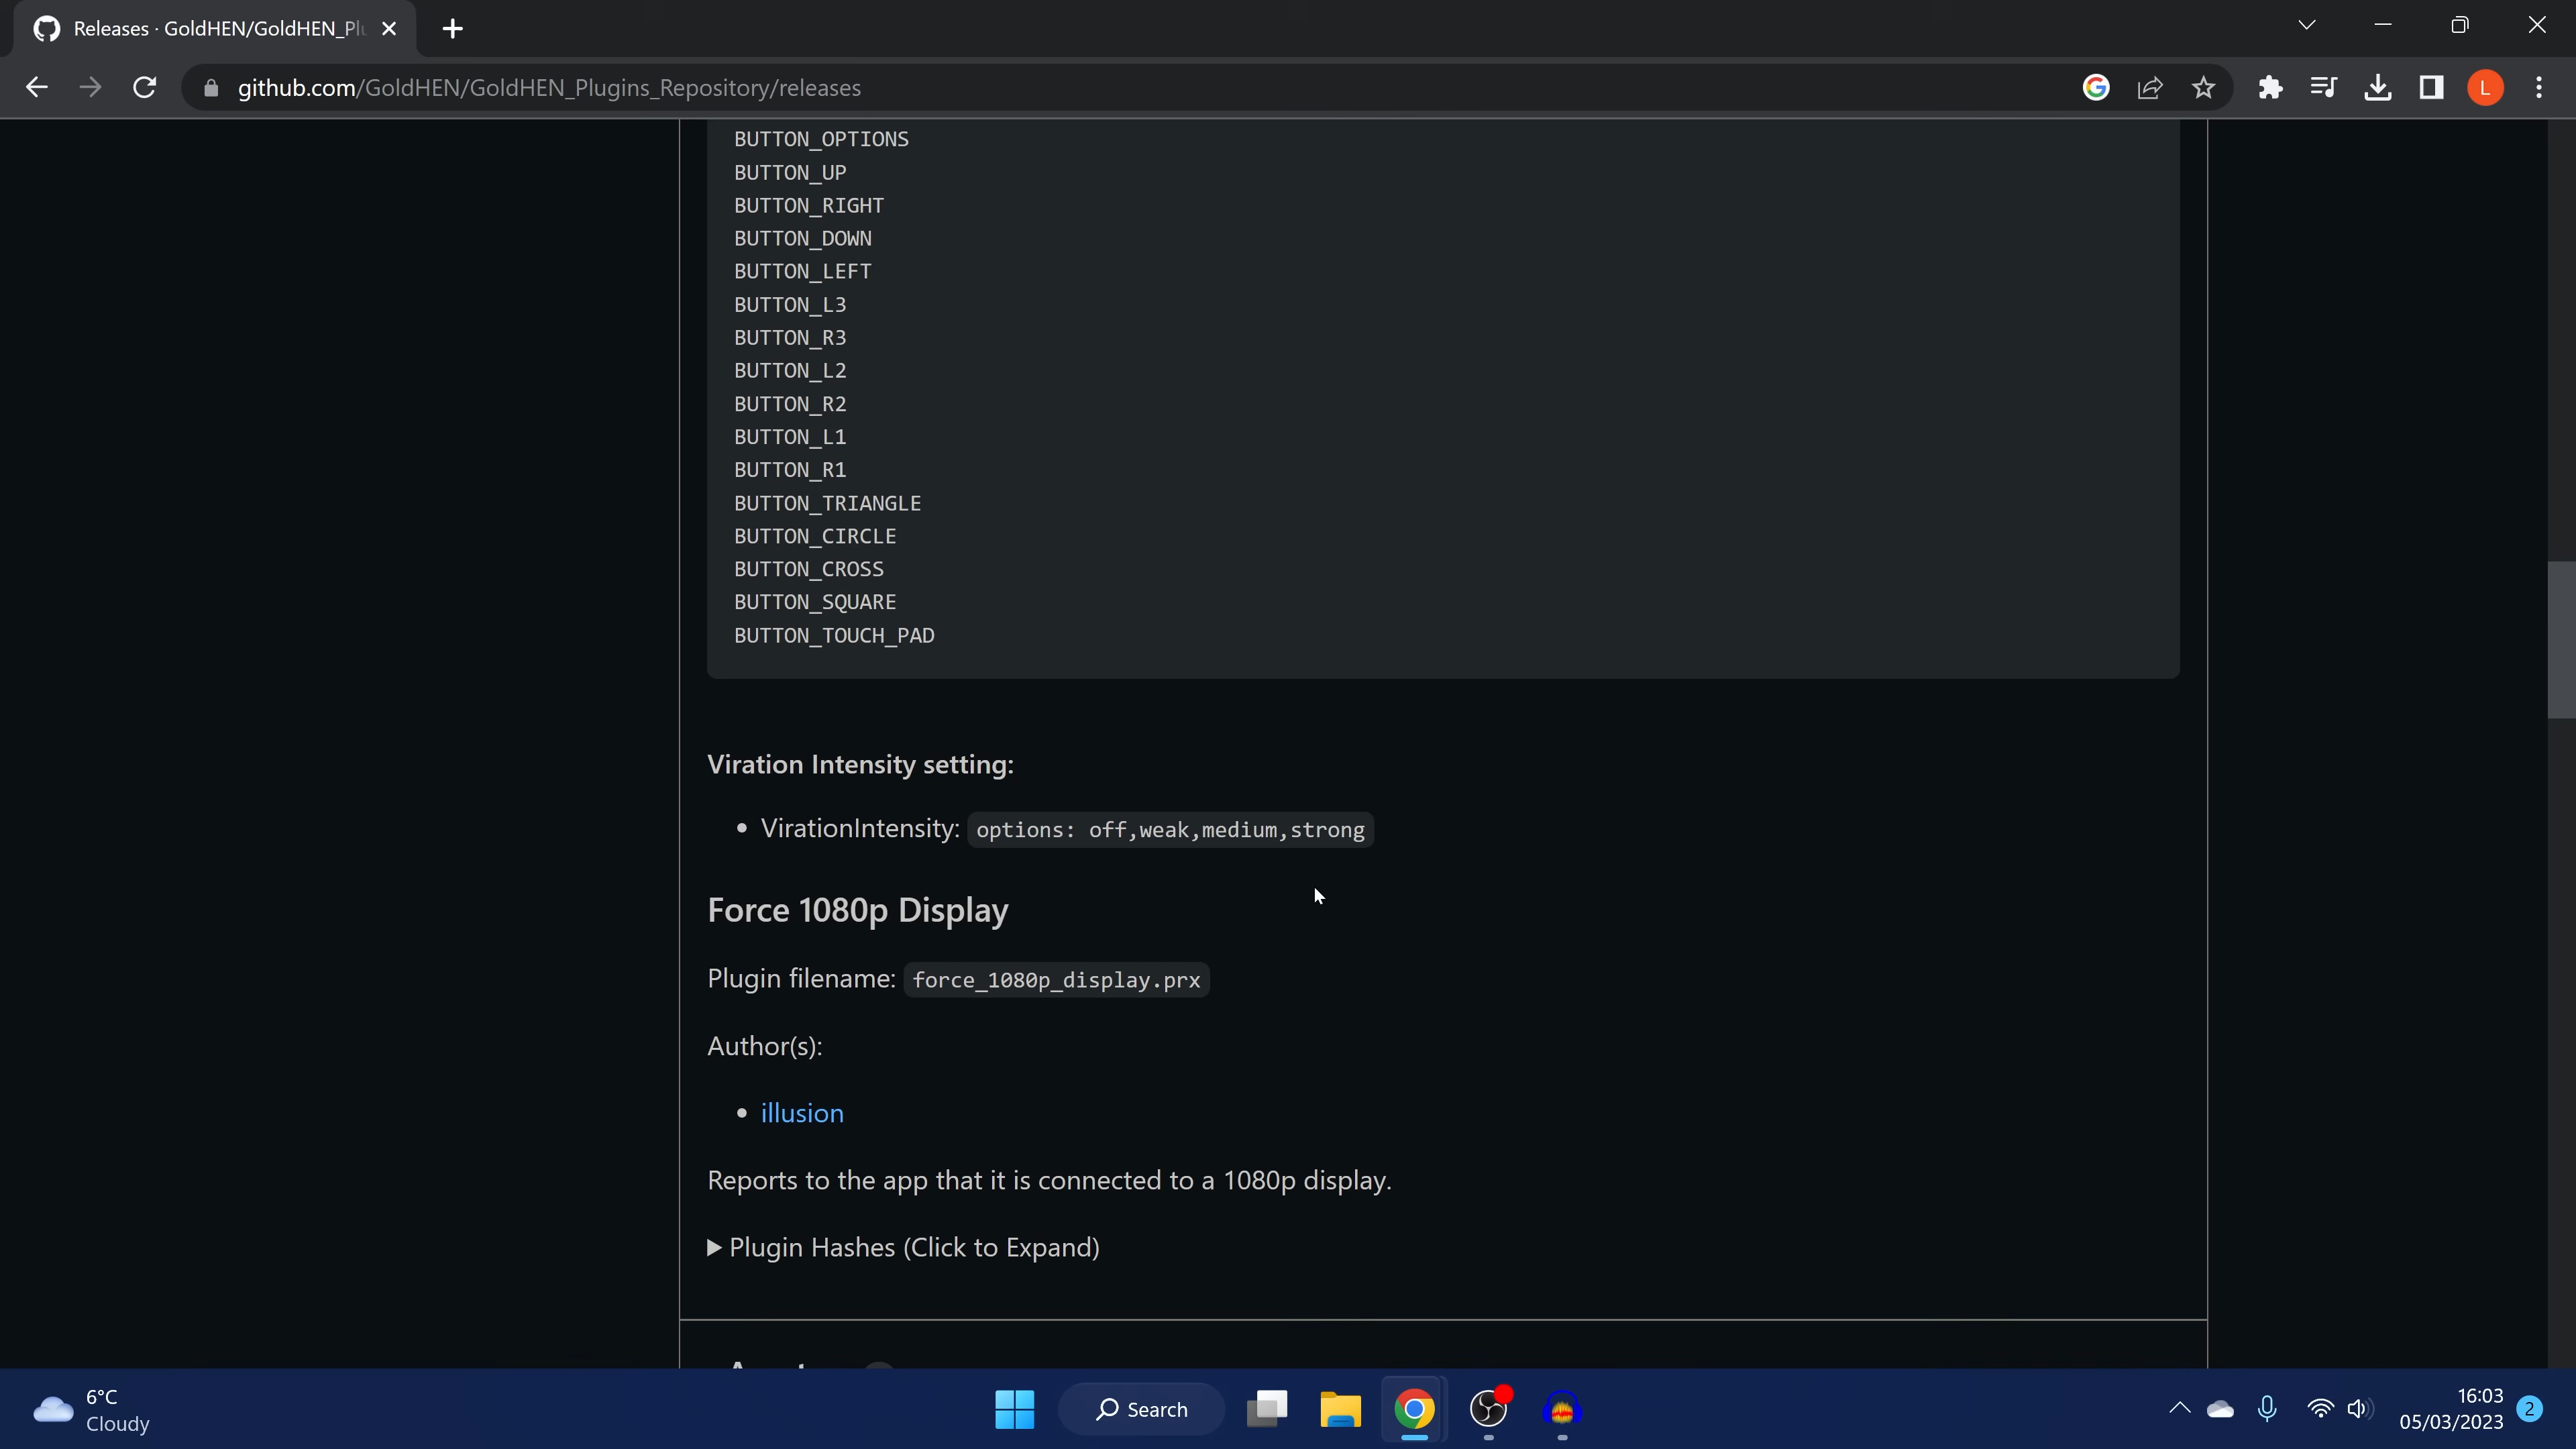 Releases · GoldHEN/GoldHEN_Pl
github.com/GoldHEN/GoldHEN_Plugins_Repository/releases
L
BUTTON_OPTIONS
BUTTON_UP
BUTTON_RIGHT
BUTTON_DOWN
BUTTON_LEFT
BUTTON_L3
BUTTON_R3
BUTTON_L2
BUTTON_R2
BUTTON_L1
BUTTON_R1
BUTTON_TRIANGLE
BUTTON_CIRCLE
BUTTON_CROSS
BUTTON_SQUARE
BUTTON_TOUCH_PAD
Viration Intensity setting:
VirationIntensity: options: off,weak,medium,strong
Force 1080p Display
Plugin filename: force_1080p_display.prx
Author(s):
illusion
Reports to the app that it is connected to a 1080p display.
Plugin Hashes (Click to Expand)
6°C
Cloudy
Search
16:03
05/03/2023
2